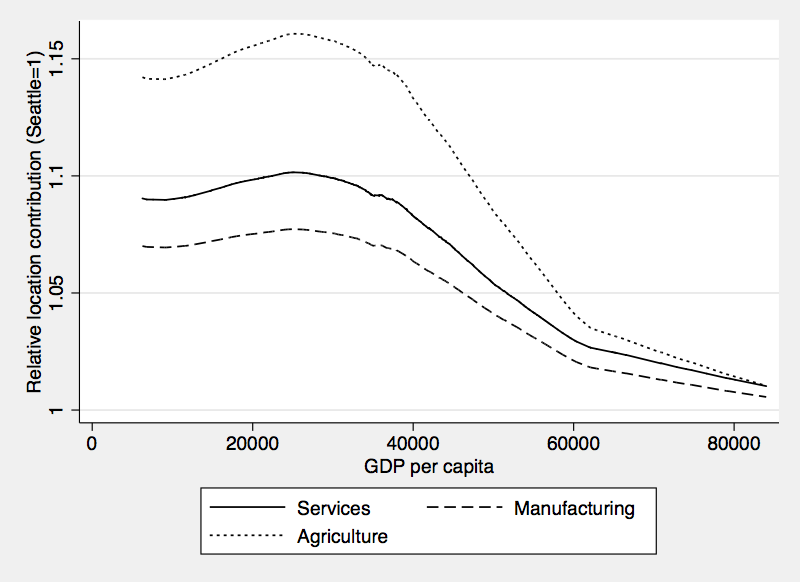 Relative location contribution (Seattle=1)
1.15
1.1
1.05
1
0 20000 40000 60000 80000
GDP per capita
Services Manufacturing
Agriculture